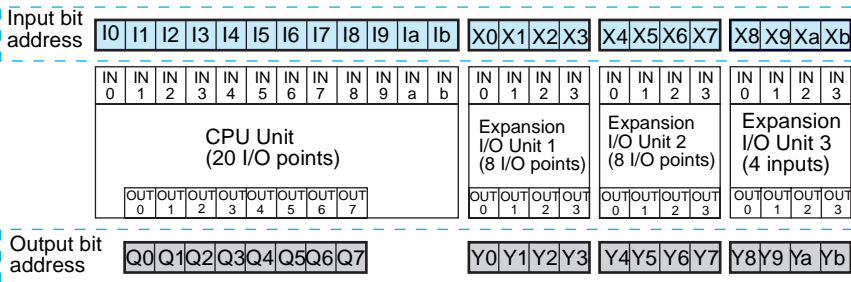 Input bit
address
I0 I1 I2 I3 I4 I5 I6 I7 I8 I9 Ia Ib X0 X1 X2 X3 X4 X5 X6 X7 X8 X9 Xa Xb
IN IN IN IN IN IN IN IN IN IN IN IN IN IN IN IN IN IN IN IN IN IN IN IN
0 1 2 3 4 5 6 7 8 9 a b 0 1 2 3 0 1 2 3 0 1 2 3
CPU Unit
(20 I/O points)
Expansion
I/O Unit 1
(8 I/O points)
Expansion
I/O Unit 2
(8 I/O points)
Expansion
I/O Unit 3
(4 inputs)
OUT OUT OUT OUT OUT OUT OUT OUT OUT OUT OUT OUT OUT OUT OUT OUT OUT OUT OUT OUT
0 1 2 3 4 5 6 7 0 1 2 3 0 1 2 3 0 1 2 3
Output bit
address
Q0 Q1 Q2 Q3 Q4 Q5 Q6 Q7 Y0 Y1 Y2 Y3 Y4 Y5 Y6 Y7 Y8 Y9 Ya Yb